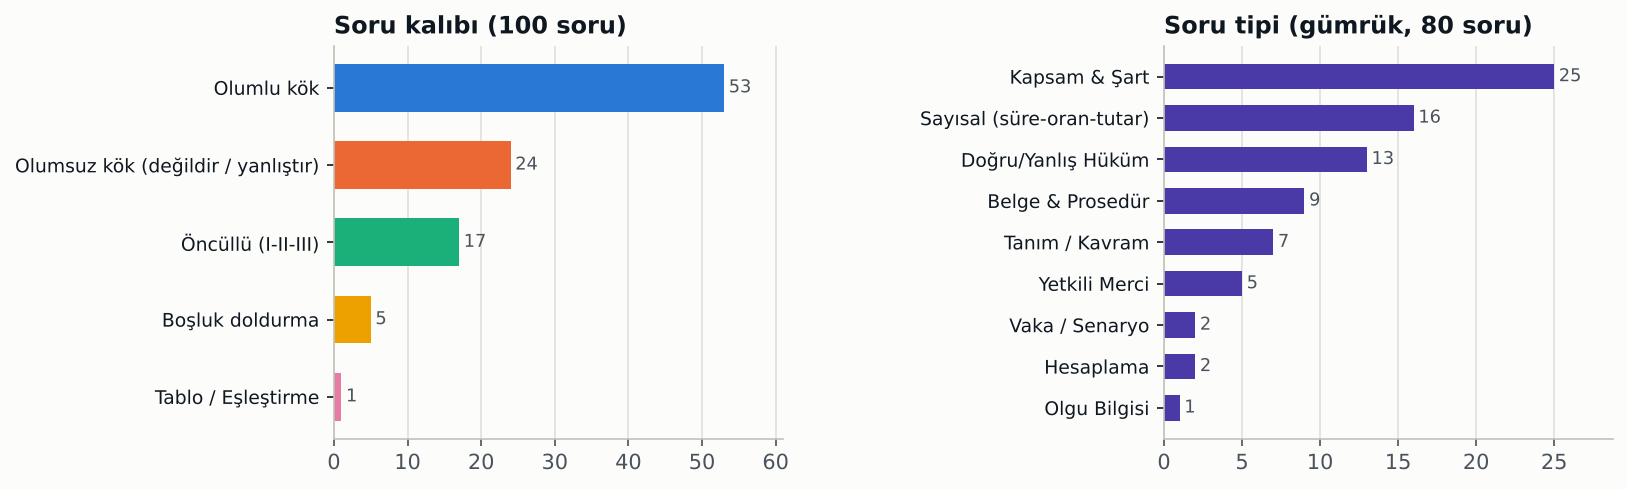 Soru kalıbı (100 soru)
Olumlu kök
53
Olumsuz kök (değildir / yanlıştır)
24
Öncüllü (I-II-III)
17
Boşluk doldurma
5
Tablo / Eşleştirme
1
0 10 20 30 40 50 60
Soru tipi (gümrük, 80 soru)
Kapsam & Şart
25
Sayısal (süre-oran-tutar)
16
Doğru/Yanlış Hüküm
13
Belge & Prosedür
9
Tanım / Kavram
7
Yetkili Merci
5
Vaka / Senaryo
2
Hesaplama
2
Olgu Bilgisi
1
0 5 10 15 20 25